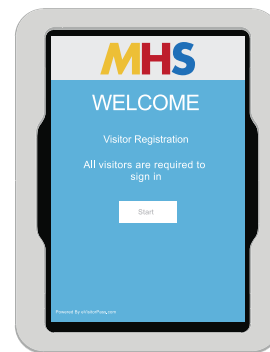 MHS
WELCOME
Visitor Registration
All visitors are required to
sign in
Start
Powered By eVisitorPass.com